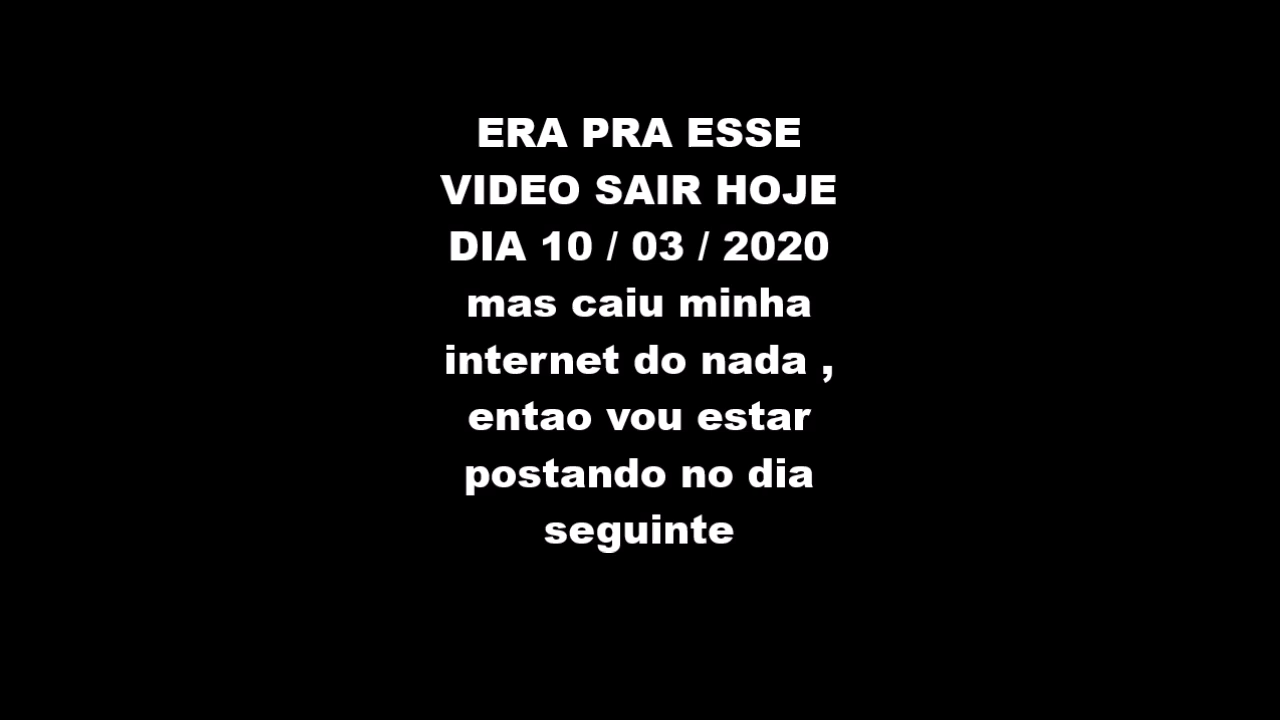 ERA PRA ESSE
VIDEO SAIR HOJE
DIA 10 / 03 / 2020
mas caiu minha
internet do nada ,
entao vou estar
postando no dia
seguinte